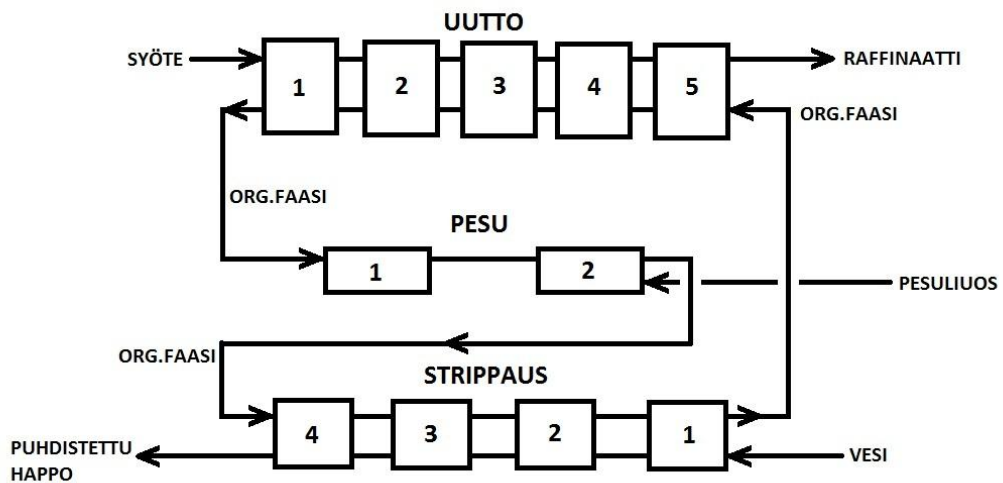 UUTTO
SYÖTE
1
2
3
4
5
RAFFINAATTI
ORG.FAASI
ORG.FAASI
PESU
1
2
PESULIUOS
ORG.FAASI
STRIPPAUS
4
3
2
1
PUHDISTETTU
HAPPO
VESI